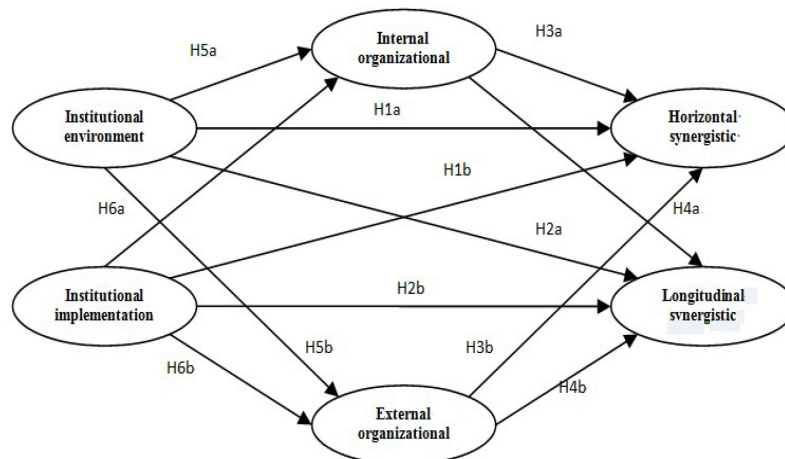 Internal
organizational
H3a
H5a
Institutional
environment
H1a
Horizontal
synergistic
H1b
H6a
H4a
H2a
Institutional
implementation
H2b
Longitudinal
svnergistic
H5b
H3b
H6b
H4b
External
organizational